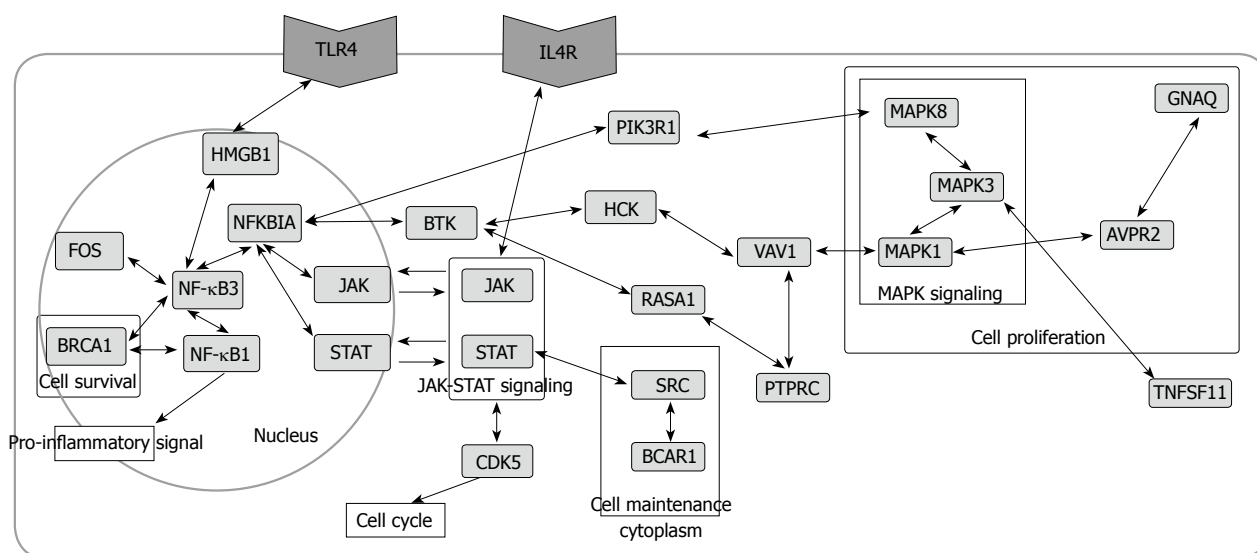 TLR4
IL4R
GNAQ
MAPK8
PIK3R1
HMGB1
MAPK3
HCK
NFKBIA
BTK
AVPR2
FOS
VAV1
MAPK1
JAK
JAK
NF-κB3
MAPK signaling
RASA1
Cell proliferation
BRCA1
NF-κB1
STAT
STAT
Cell survival
JAK-STAT signaling
SRC
PTPRC
TNFSF11
Nucleus
Pro-inflammatory signal
CDK5
BCAR1
Cell maintenance
cytoplasm
Cell cycle